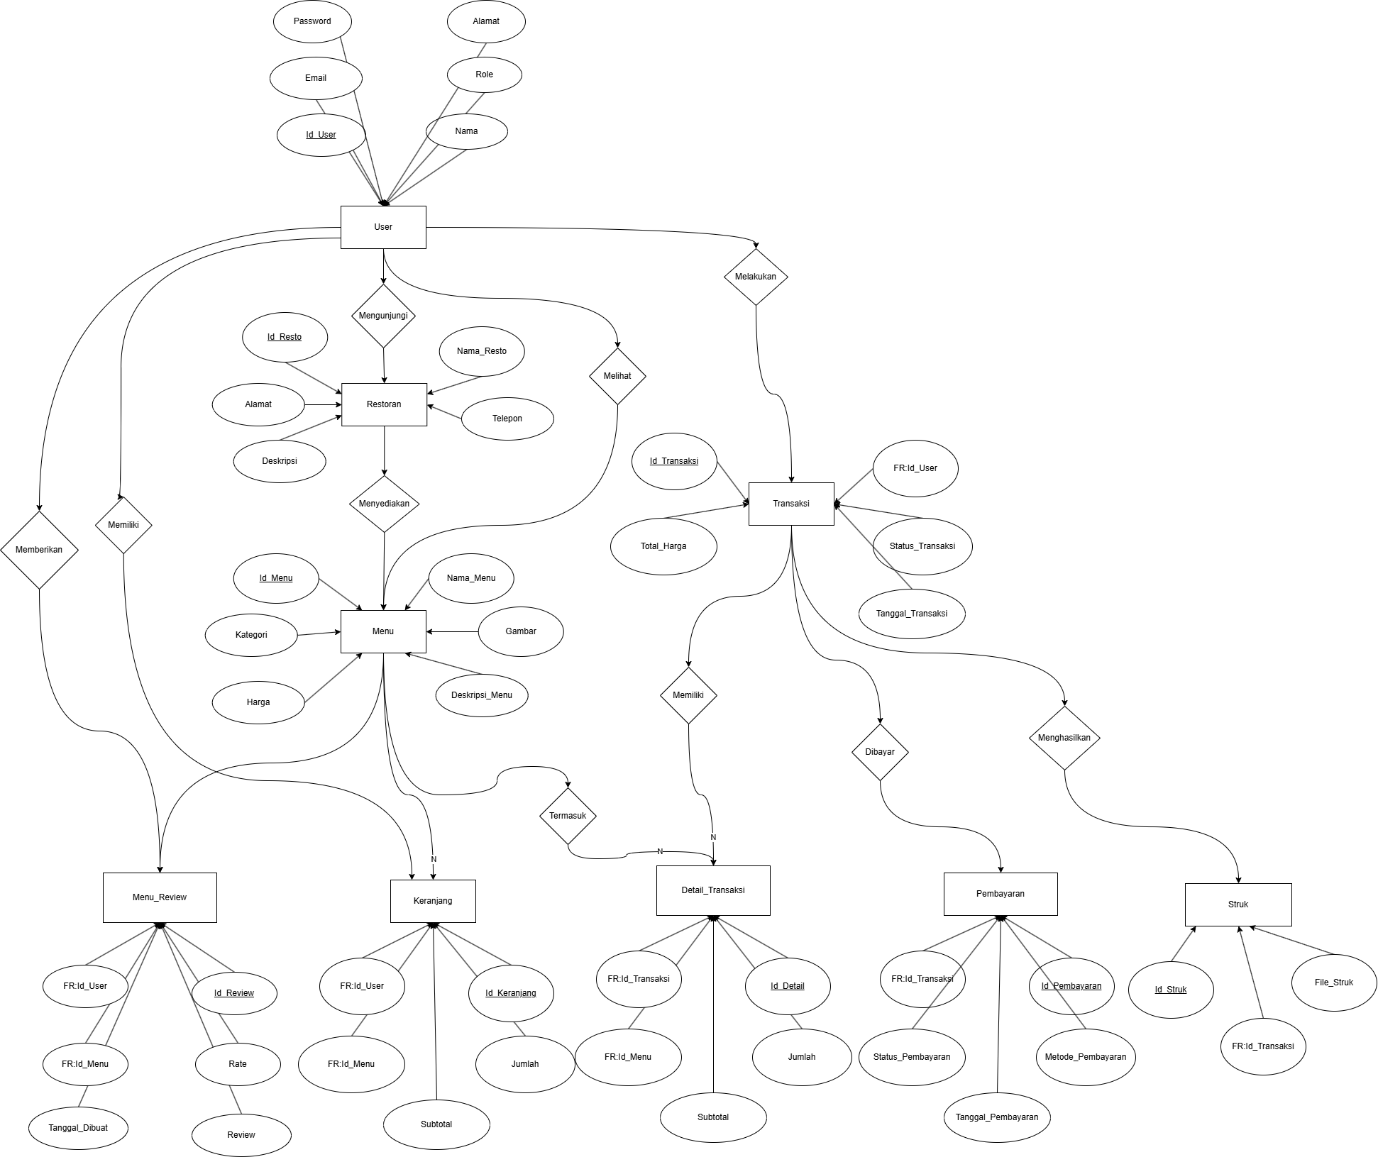 Password
Alamat
Email
Role
Id_User
Nama
User
Melakukan
Mengunjungi
Id_Resto
Nama_Resto
Melihat
Alamat
Restoran
Telepon
Deskripsi
Id_Transaksi
FR:Id_User
Menyediakan
Transaksi
Memiliki
Memberikan
Total_Harga
Status_Transaksi
Id_Menu
Nama_Menu
Tanggal_Transaksi
Kategori
Menu
Gambar
Harga
Deskripsi_Menu
Memiliki
Dibayar
Menghasilkan
Termasuk
N
N
N
Menu_Review
Keranjang
Detail_Transaksi
Pembayaran
Struk
FR:Id_User
Id_Review
FR:Id_User
Id_Keranjang
FR:Id_Transaksi
Id_Detail
FR:Id_Transaksi
Id_Pembayaran
Id_Struk
File_Struk
FR:Id_Menu
Rate
FR:Id_Menu
Jumlah
FR:Id_Menu
Jumlah
Status_Pembayaran
Metode_Pembayaran
FR:Id_Transaksi
Tanggal_Dibuat
Review
Subtotal
Subtotal
Tanggal_Pembayaran